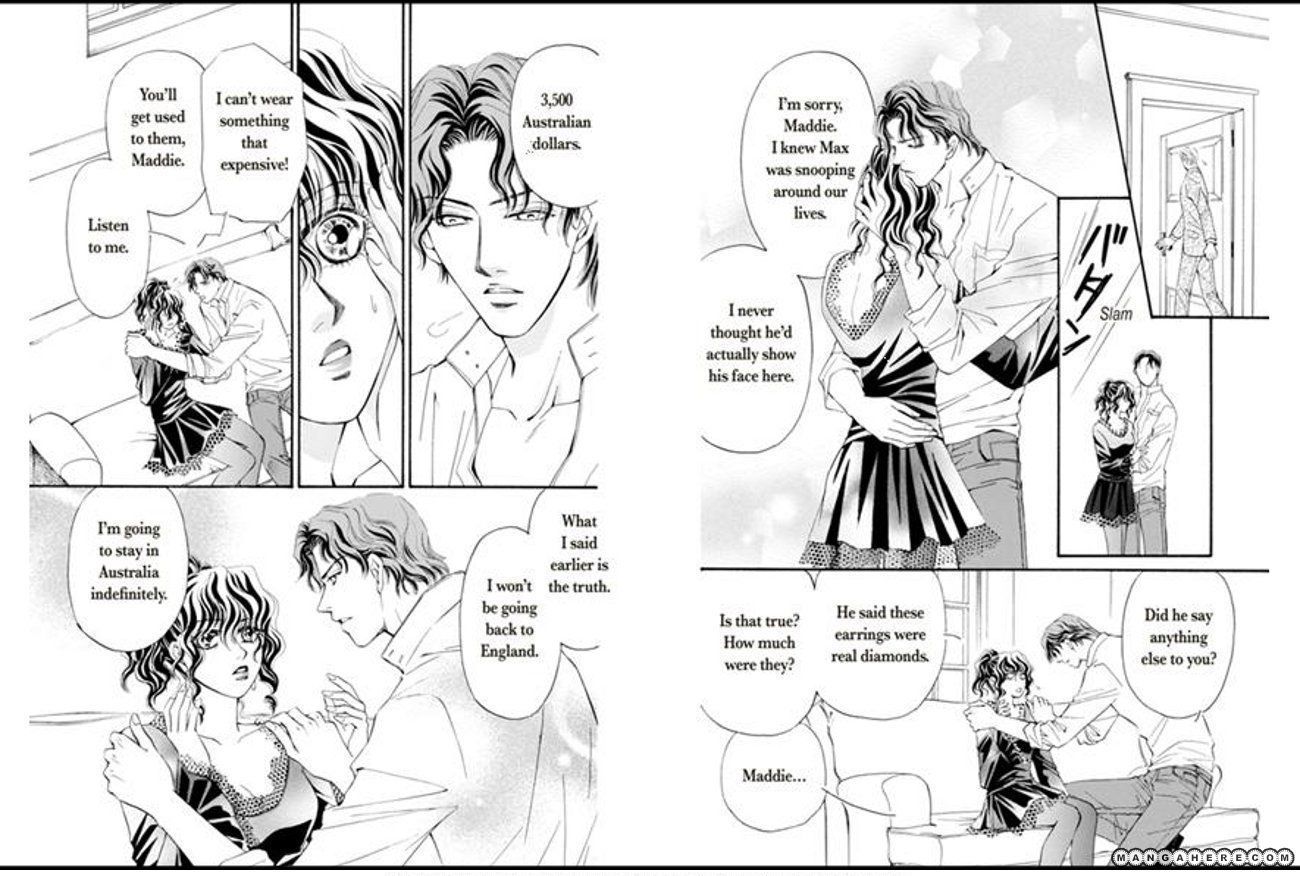 バタン
Slam
I'm sorry,
Maddie.
I knew Max
was snooping
around our
lives.
I never
thought he'd
actually show
his face here.
Did he say
anything
else to you?
He said these
earrings were
real diamonds.
Is that true?
How much
were they?
Maddie...
3,500
Australian
dollars.
I can't wear
something
that
expensive!
You'll
get used
to them,
Maddie.
Listen
to me.
What
I said
earlier is
the truth.
I won't
be going
back to
England.
I'm going
to stay in
Australia
indefinitely.
MANGAHERE.COM